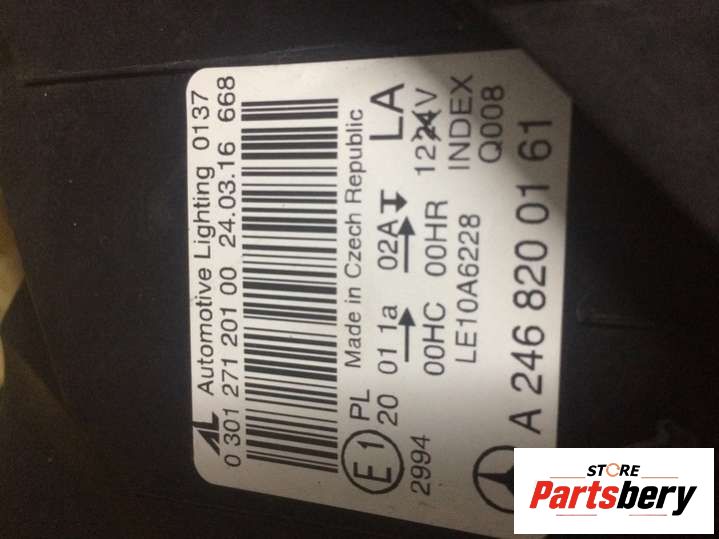 AL Automotive Lighting 0137
0 301 271 201 00 24.03.16 668
Made in Czech Republic
LA
E1 PL
20 01 1a 02A
1224V
2994
00HC 00HR
INDEX
LE10A6228
Q008
A 246 820 01 61
STORE
Partsbery